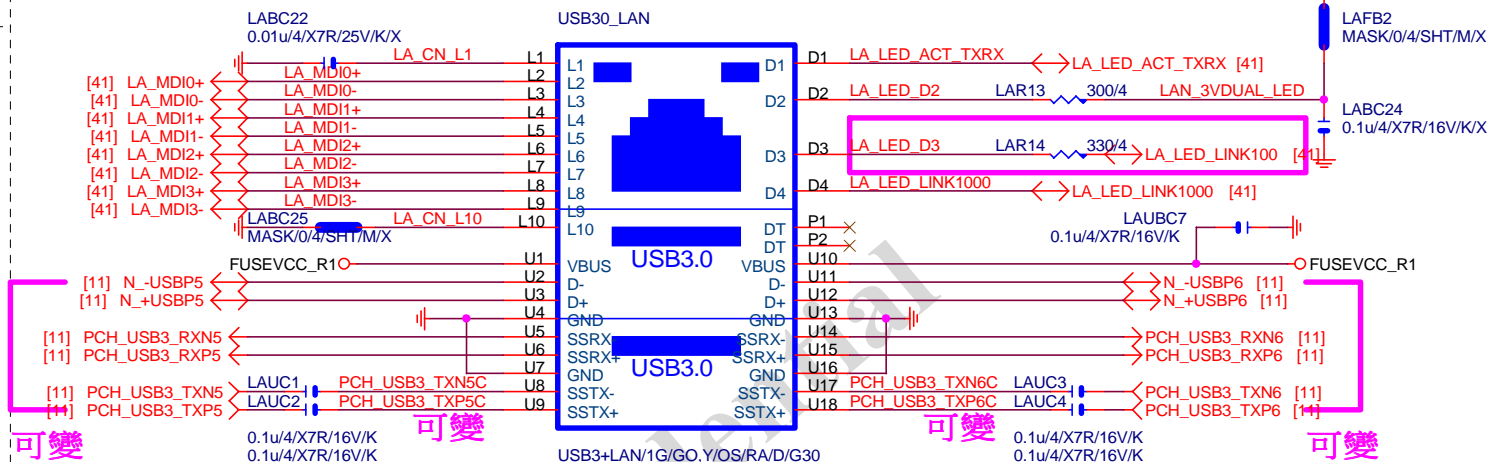 LABC22
0.01u/4/X7R/25V/K/X
USB30_LAN
LAFB2
MASK/0/4/SHT/M/X
LA_CN_L1 L1 L1
[41] LA_MDI0+ LA_MDI0+ L2 L2
[41] LA_MDI0- LA_MDI0- L3 L3
[41] LA_MDI1+ LA_MDI1+ L4 L4
[41] LA_MDI1- LA_MDI1- L5 L5
[41] LA_MDI2+ LA_MDI2+ L6 L6
[41] LA_MDI2- LA_MDI2- L7 L7
[41] LA_MDI3+ LA_MDI3+ L8 L8
[41] LA_MDI3- LA_MDI3- L9 L9
LABC25 LA_CN_L10 L10 L10
MASK/0/4/SHT/M/X
D1 D1 LA_LED_ACT_TXRX LA_LED_ACT_TXRX [41]
D2 D2 LA_LED_D2 LAR13 300/4 LAN_3VDUAL_LED
LABC24
0.1u/4/X7R/16V/K/X
D3 D3 LA_LED_D3 LAR14 330/4 LA_LED_LINK100 [41]
D4 D4 LA_LED_LINK1000 LA_LED_LINK1000 [41]
DT P1
DT P2
LAUBC7
0.1u/4/X7R/16V/K
USB3.0
FUSEVCC_R1 U1 VBUS
[11] N_-USBP5 U2 D-
[11] N_+USBP5 U3 D+
U4 GND
[11] PCH_USB3_RXN5 U5 SSRX-
[11] PCH_USB3_RXP5 U6 SSRX+
U7 GND
[11] PCH_USB3_TXN5 LAUC1 PCH_USB3_TXN5C U8 SSTX-
[11] PCH_USB3_TXP5 LAUC2 PCH_USB3_TXP5C U9 SSTX+
USB3.0
VBUS U10 FUSEVCC_R1
D- U11 N_-USBP6 [11]
D+ U12 N_+USBP6 [11]
GND U13
SSRX- U14 PCH_USB3_RXN6 [11]
SSRX+ U15 PCH_USB3_RXP6 [11]
GND U16
SSTX- U17 PCH_USB3_TXN6C LAUC3 PCH_USB3_TXN6 [11]
SSTX+ U18 PCH_USB3_TXP6C LAUC4 PCH_USB3_TXP6 [11]
可變
可變
可變
可變
0.1u/4/X7R/16V/K
0.1u/4/X7R/16V/K
USB3+LAN/1G/GO,Y/OS/RA/D/G30
0.1u/4/X7R/16V/K
0.1u/4/X7R/16V/K